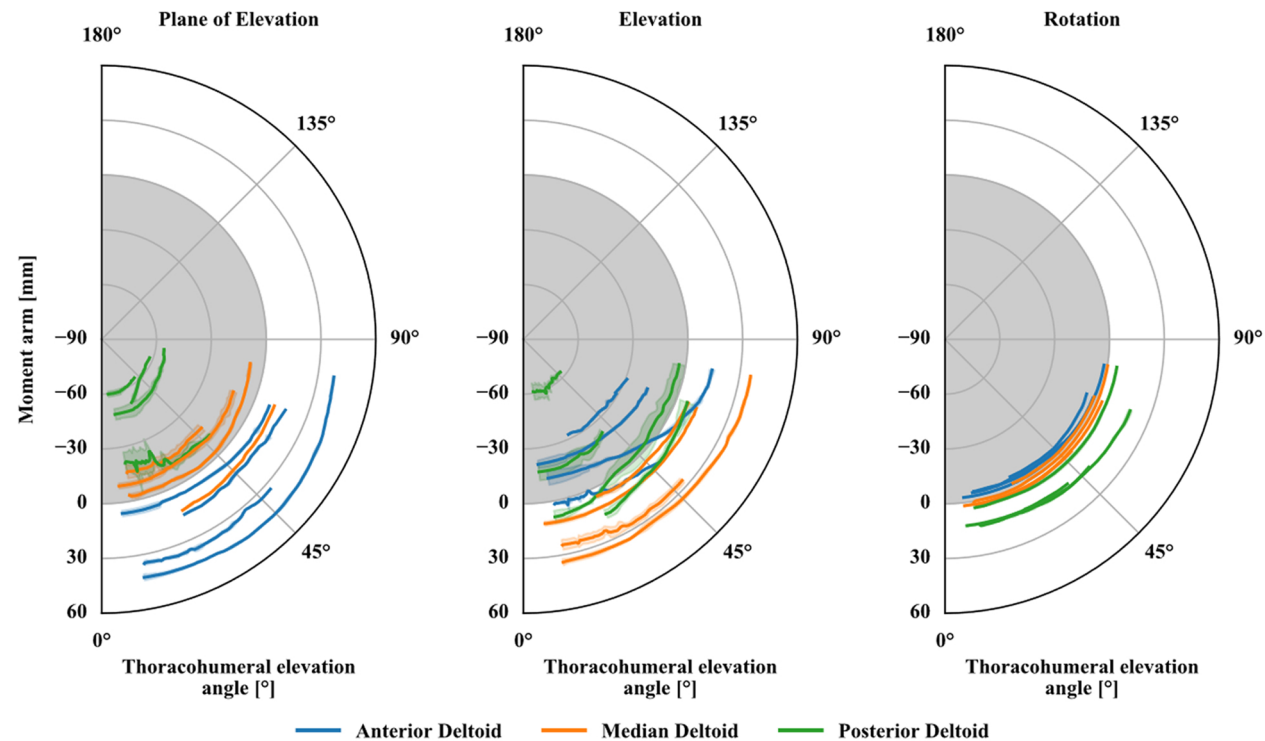 Plane of Elevation
Elevation
Rotation
180°
180°
180°
135°
135°
135°
Moment arm [mm]
−90
90°
−90
90°
−90
90°
−60
−60
−60
−30
−30
−30
0
0
0
45°
45°
45°
30
30
30
60
60
60
0°
0°
0°
Thoracohumeral elevation
angle [°]
Thoracohumeral elevation
angle [°]
Thoracohumeral elevation
angle [°]
Anterior Deltoid
Median Deltoid
Posterior Deltoid